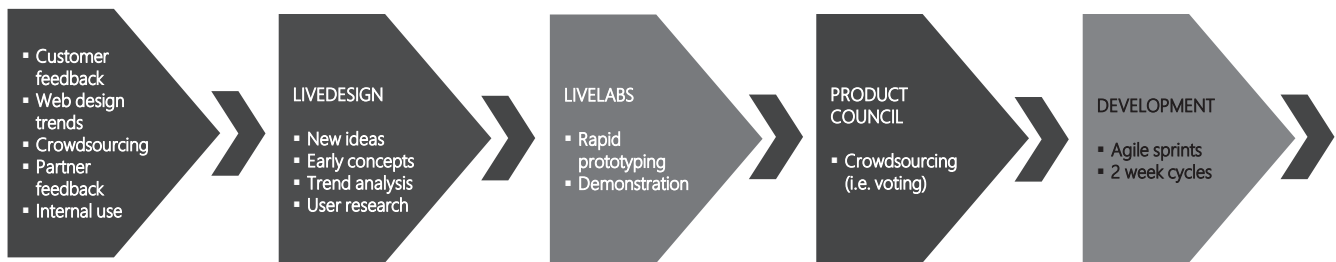 ▪ Customer
feedback
▪ Web design
trends
▪ Crowdsourcing
▪ Partner
feedback
▪ Internal use
LIVEDESIGN
▪ New ideas
▪ Early concepts
▪ Trend analysis
▪ User research
LIVELABS
▪ Rapid
prototyping
▪ Demonstration
PRODUCT
COUNCIL
▪ Crowdsourcing
(i.e. voting)
DEVELOPMENT
▪ Agile sprints
▪ 2 week cycles